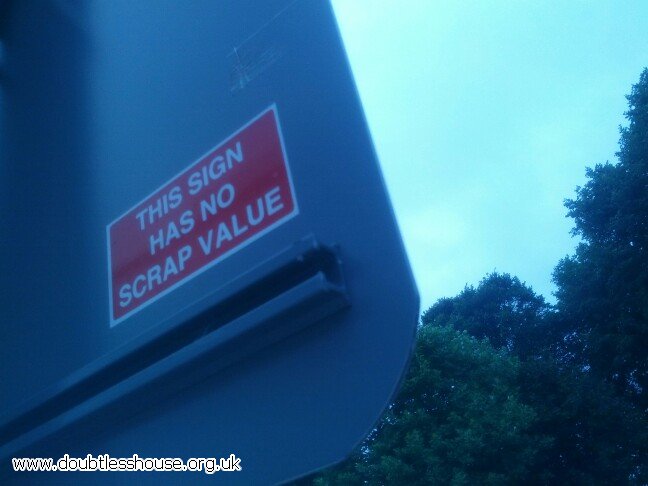 THIS SIGN
HAS NO
SCRAP VALUE
www.doubtlesshouse.org.uk